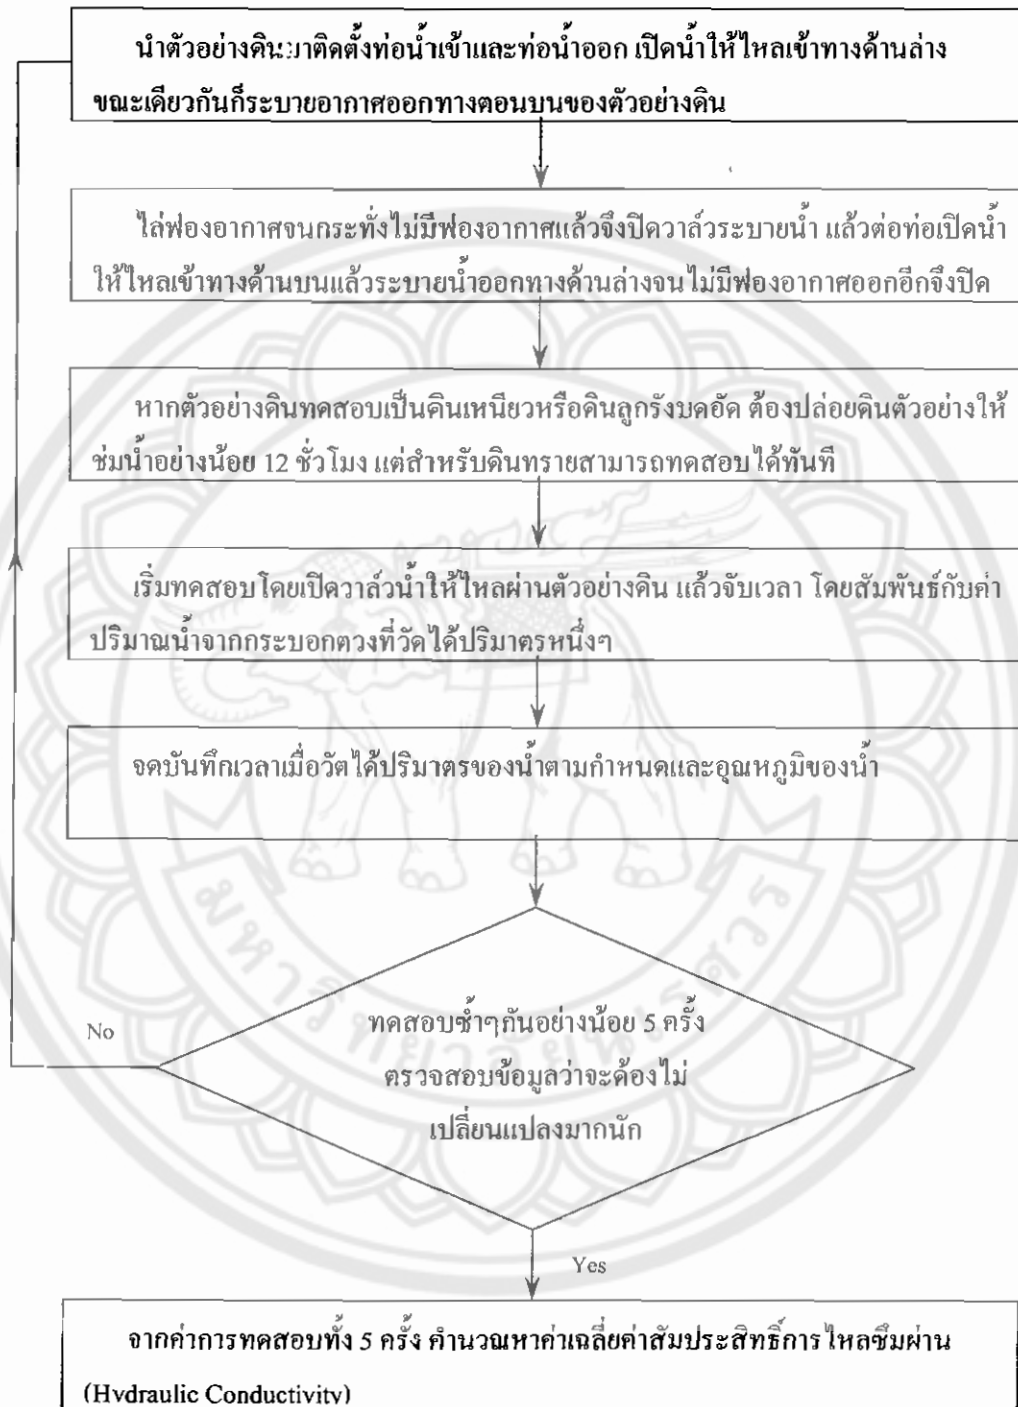 นำตัวอย่างดินมาติดตั้งท่อน้ำเข้าและท่อน้ำออก เปิดน้ำให้ไหลเข้าทางด้านล่าง
ขณะเดียวกันก็ระบายอากาศออกทางตอนบนของตัวอย่างดิน
ไล่ฟองอากาศจนกระทั่งไม่มีฟองอากาศแล้วจึงปิดวาล์วระบายน้ำ แล้วต่อท่อเปิดน้ำ
ให้ไหลเข้าทางด้านบนแล้วระบายน้ำออกทางด้านล่างจนไม่มีฟองอากาศออกอีกจึงปิด
หากตัวอย่างดินทดสอบเป็นดินเหนียวหรือดินลูกรังบดอัด ต้องปล่อยดินตัวอย่างให้
ช่มน้ำอย่างน้อย 12 ชั่วโมง แต่สำหรับดินทรายสามารถทดสอบได้ทันที
เริ่มทดสอบโดยเปิดวาล์วน้ำให้ไหลผ่านตัวอย่างดิน แล้วจับเวลา โดยสัมพันธ์กับค่า
ปริมาณน้ำจากกระบอกตวงที่วัดได้ปริมาตรหนึ่งๆ
จดบันทึกเวลาเมื่อวัดได้ปริมาตรของน้ำตามกำหนดและอุณหภูมิของน้ำ
มหาวิทยาลัยนเรศวร
No
ทดสอบซ้ำๆกันอย่างน้อย 5 ครั้ง
ตรวจสอบข้อมูลว่าจะต้องไม่
เปลี่ยนแปลงมากนัก
Yes
จากค่าการทดสอบทั้ง 5 ครั้ง คำนวณหาค่าเฉลี่ยค่าสัมประสิทธิ์การไหลซึมผ่าน
(Hydraulic Conductivity)